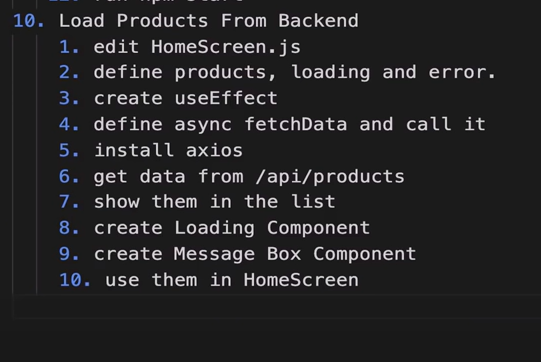 10. Load Products From Backend
1. edit HomeScreen.js
2. define products, loading and error.
3. create useEffect
4. define async fetchData and call it
5. install axios
6. get data from /api/products
7. show them in the list
8. create Loading Component
9. create Message Box Component
10. use them in HomeScreen